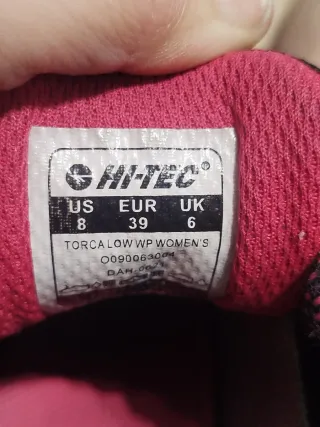 HI-TEC®
US EUR UK
8 39 6
TORCA LOW WP WOMEN'S